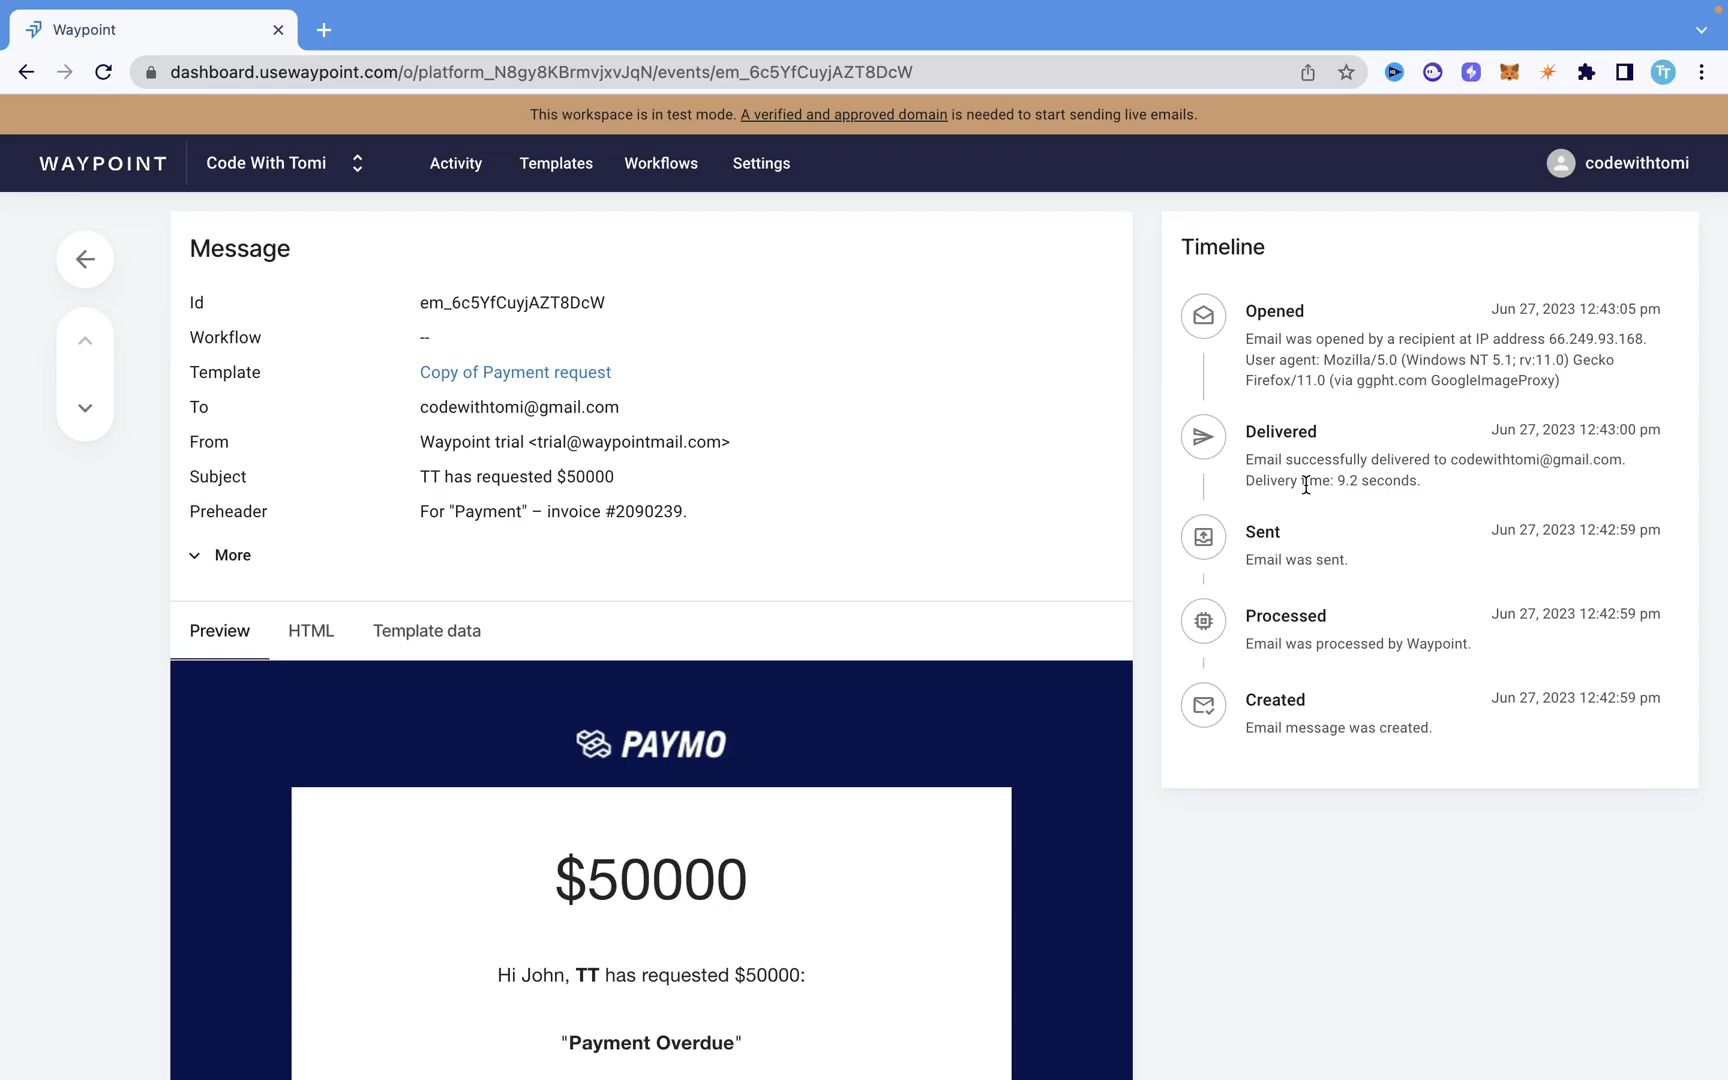 Waypoint
dashboard.usewaypoint.com/o/platform_N8gy8KBrmvjxvJqN/events/em_6c5YfCuyjAZT8DcW
TT
This workspace is in test mode. A verified and approved domain is needed to start sending live emails.
WAYPOINT
Code With Tomi
Activity
Templates
Workflows
Settings
codewithtomi
Message
Id em_6c5YfCuyjAZT8DcW
Workflow --
Template Copy of Payment request
To codewithtomi@gmail.com
From Waypoint trial <trial@waypointmail.com>
Subject TT has requested $50000
Preheader For "Payment" – invoice #2090239.
More
Preview HTML Template data
PAYMO
$50000
Hi John, TT has requested $50000:
"Payment Overdue"
Timeline
Opened Jun 27, 2023 12:43:05 pm
Email was opened by a recipient at IP address 66.249.93.168.
User agent: Mozilla/5.0 (Windows NT 5.1; rv:11.0) Gecko
Firefox/11.0 (via ggpht.com GoogleImageProxy)
Delivered Jun 27, 2023 12:43:00 pm
Email successfully delivered to codewithtomi@gmail.com.
Delivery time: 9.2 seconds.
Sent Jun 27, 2023 12:42:59 pm
Email was sent.
Processed Jun 27, 2023 12:42:59 pm
Email was processed by Waypoint.
Created Jun 27, 2023 12:42:59 pm
Email message was created.